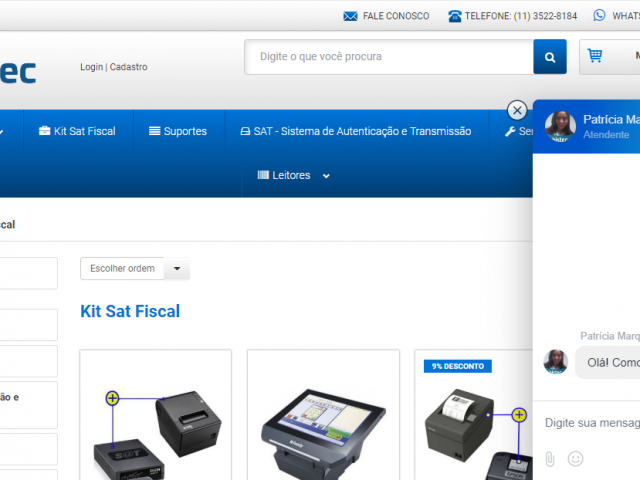 FALE CONOSCO
TELEFONE: (11) 3522-8184
WHATS
ec
Login | Cadastro
Digite o que você procura
Kit Sat Fiscal
Suportes
SAT - Sistema de Autenticação e Transmissão
Se
Leitores
Patrícia Ma
Atendente
scal
Escolher ordem
Kit Sat Fiscal
9% DESCONTO
ão e
Patrícia Marq
Olá! Como
Digite sua mensag